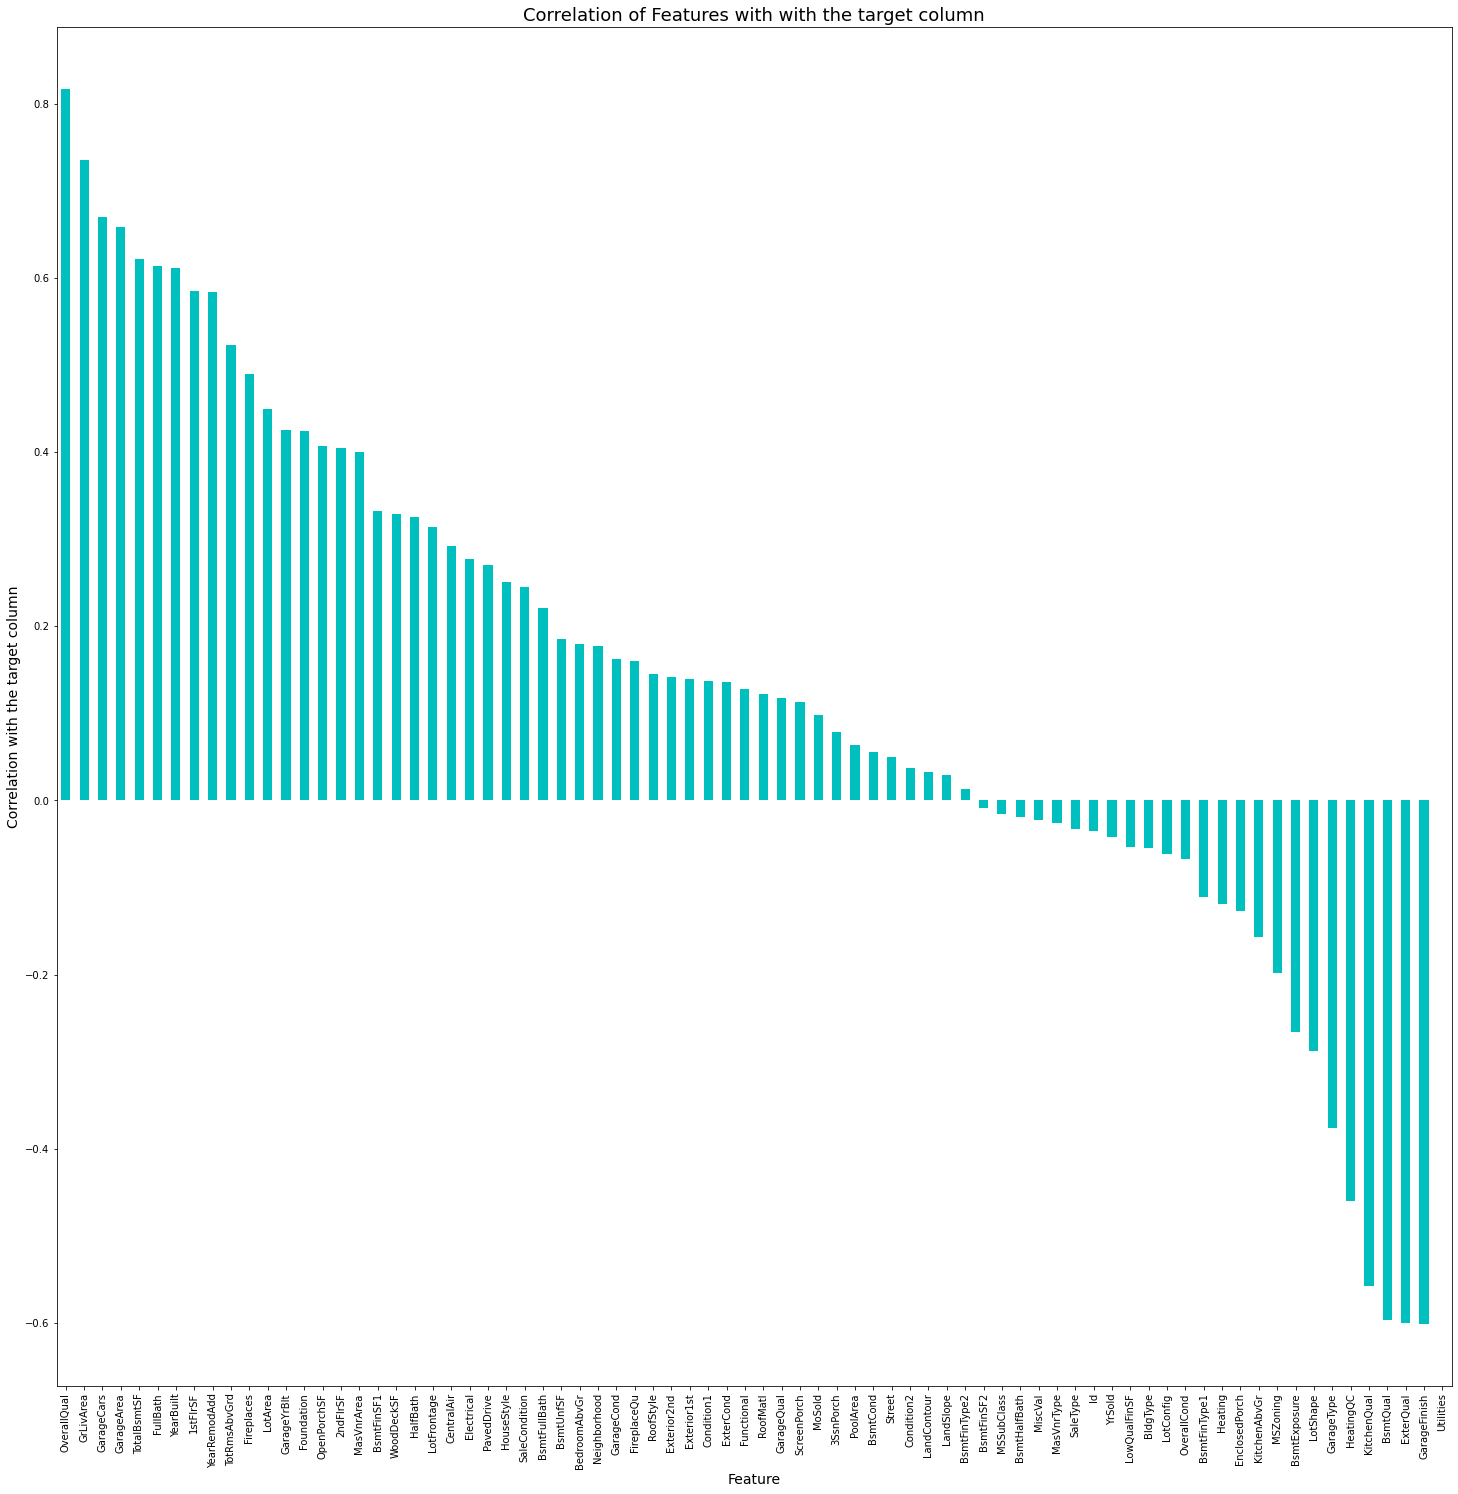 Correlation of Features with with the target column
Correlation with the target column
0.8
0.6
0.4
0.2
0.0
−0.2
−0.4
−0.6
OverallQual
GrLivArea
GarageCars
GarageArea
TotalBsmtSF
FullBath
YearBuilt
1stFlrSF
YearRemodAdd
TotRmsAbvGrd
Fireplaces
LotArea
GarageYrBlt
Foundation
OpenPorchSF
2ndFlrSF
MasVnrArea
BsmtFinSF1
WoodDeckSF
HalfBath
LotFrontage
CentralAir
Electrical
PavedDrive
HouseStyle
SaleCondition
BsmtFullBath
BsmtUnfSF
BedroomAbvGr
Neighborhood
GarageCond
FireplaceQu
RoofStyle
Exterior2nd
Exterior1st
Condition1
ExterCond
Functional
RoofMatl
GarageQual
ScreenPorch
MoSold
3SsnPorch
PoolArea
BsmtCond
Street
Condition2
LandContour
LandSlope
BsmtFinType2
BsmtFinSF2
MSSubClass
BsmtHalfBath
MiscVal
MasVnrType
SaleType
Id
YrSold
LowQualFinSF
BldgType
LotConfig
OverallCond
BsmtFinType1
Heating
EnclosedPorch
KitchenAbvGr
MSZoning
BsmtExposure
LotShape
GarageType
HeatingQC
KitchenQual
BsmtQual
ExterQual
GarageFinish
Utilities
Feature